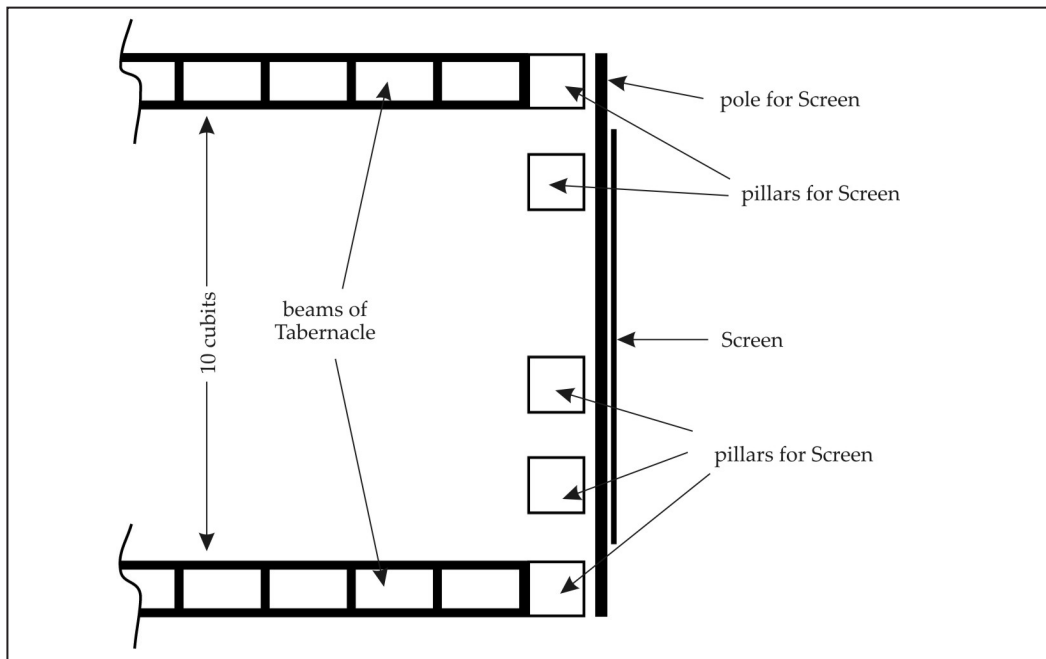 pole for Screen
pillars for Screen
10 cubits
beams of
Tabernacle
Screen
pillars for Screen